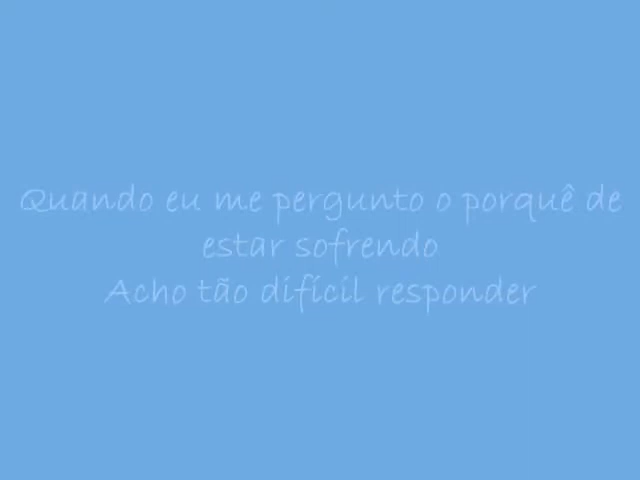 Quando eu me pergunto o porquê de
estar sofrendo
Acho tão difícil responder